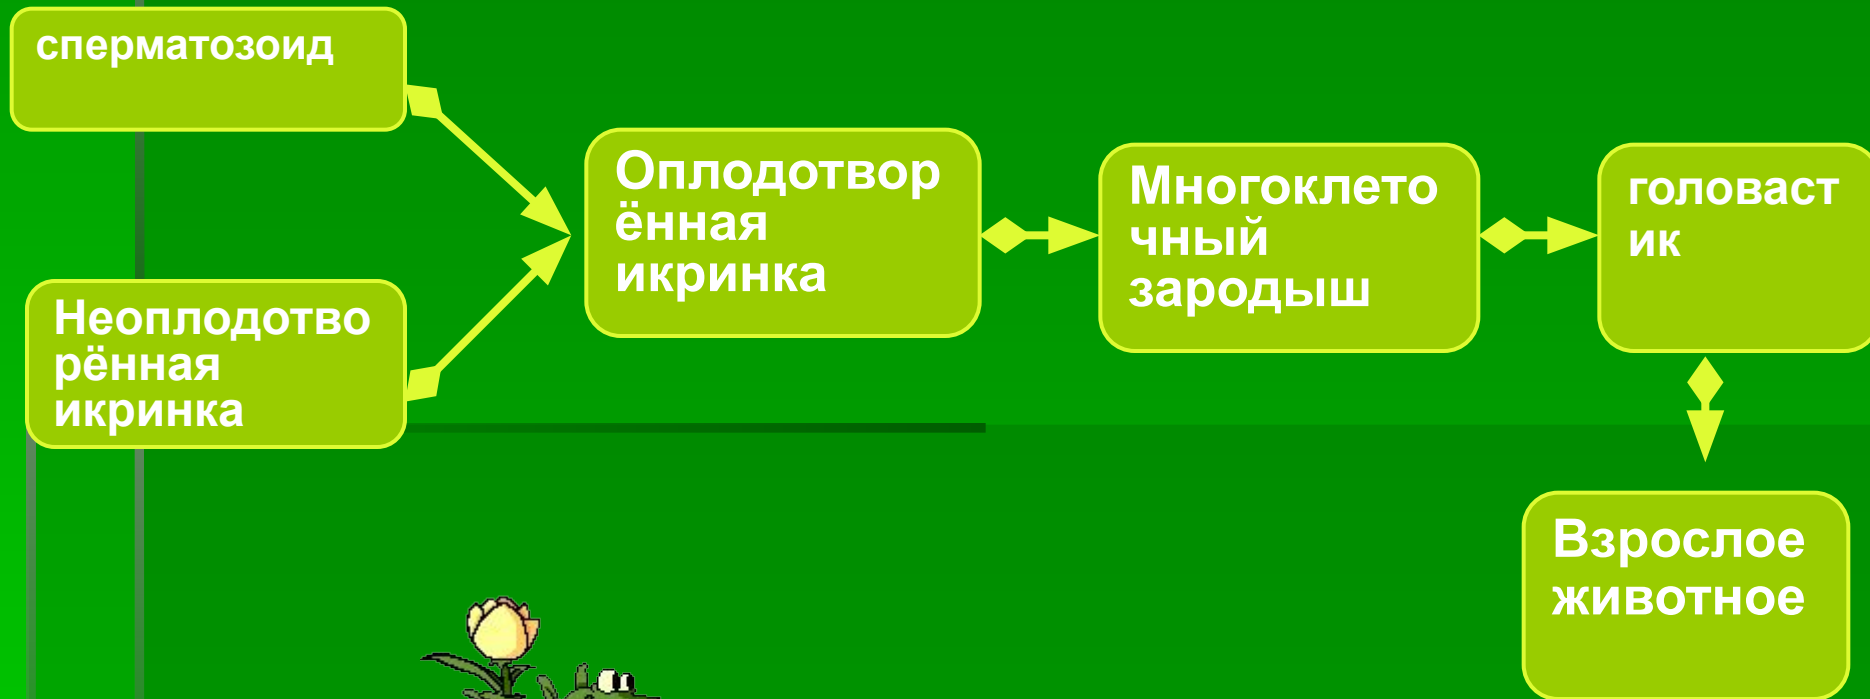 сперматозоид
Неоплодотво
рённая
икринка
Оплодотвор
ённая
икринка
Многоклето
чный
зародыш
головаст
ик
Взрослое
животное